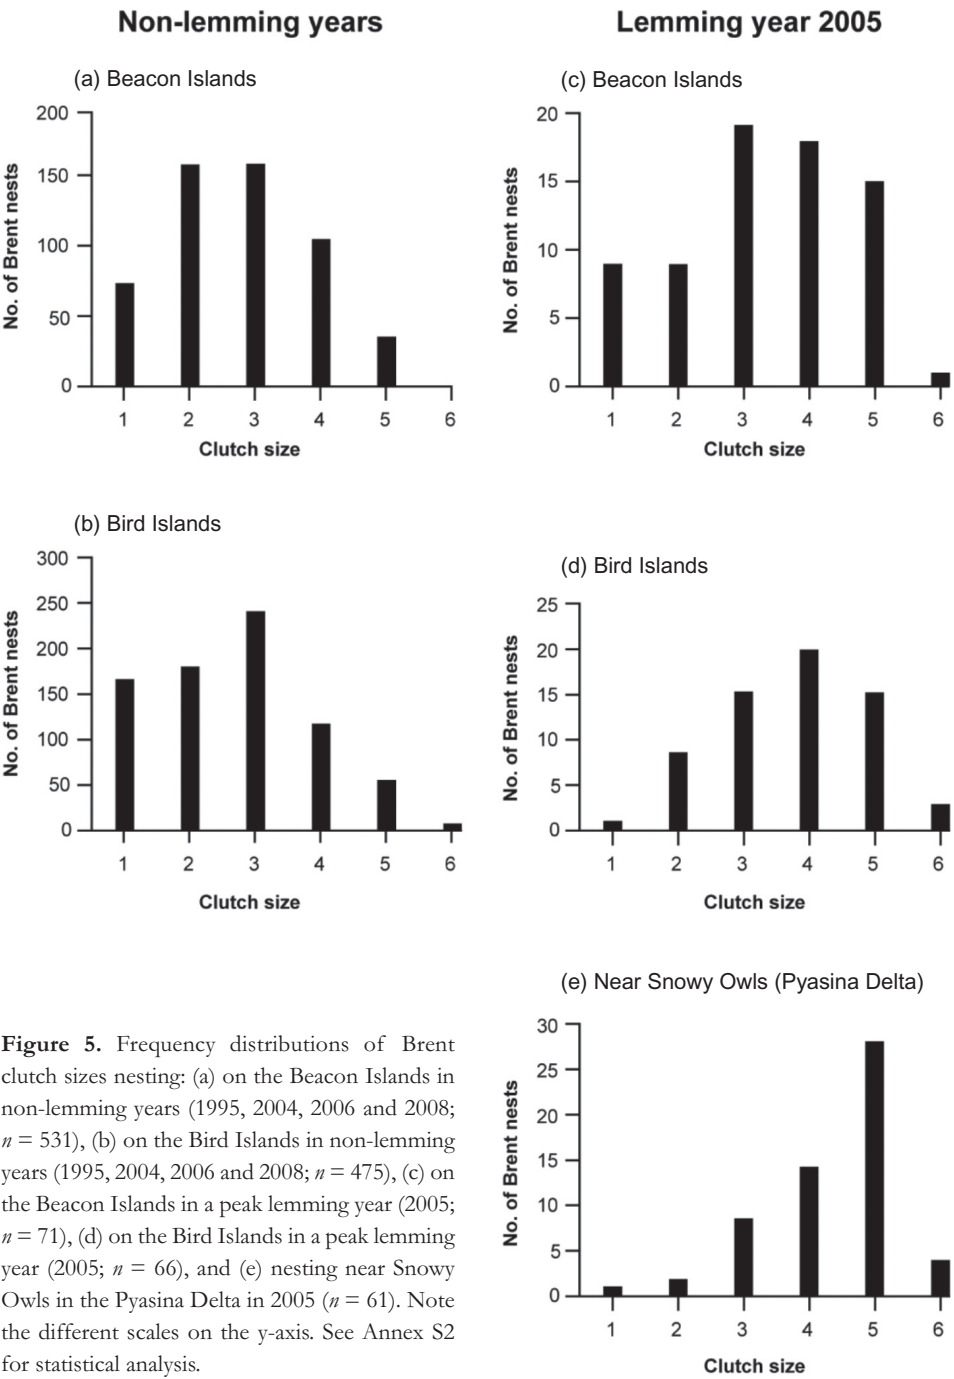 Non-lemming years
Lemming year 2005
(a) Beacon Islands
No. of Brent nests
200
150
100
50
0
1 2 3 4 5 6
Clutch size
(c) Beacon Islands
No. of Brent nests
20
15
10
5
0
1 2 3 4 5 6
Clutch size
(b) Bird Islands
No. of Brent nests
300
250
200
150
100
50
0
1 2 3 4 5 6
Clutch size
(d) Bird Islands
No. of Brent nests
25
20
15
10
5
0
1 2 3 4 5 6
Clutch size
(e) Near Snowy Owls (Pyasina Delta)
No. of Brent nests
30
25
20
15
10
5
0
1 2 3 4 5 6
Clutch size
Figure 5. Frequency distributions of Brent
clutch sizes nesting: (a) on the Beacon Islands in
non-lemming years (1995, 2004, 2006 and 2008;
n = 531), (b) on the Bird Islands in non-lemming
years (1995, 2004, 2006 and 2008; n = 475), (c) on
the Beacon Islands in a peak lemming year (2005;
n = 71), (d) on the Bird Islands in a peak lemming
year (2005; n = 66), and (e) nesting near Snowy
Owls in the Pyasina Delta in 2005 (n = 61). Note
the different scales on the y-axis. See Annex S2
for statistical analysis.